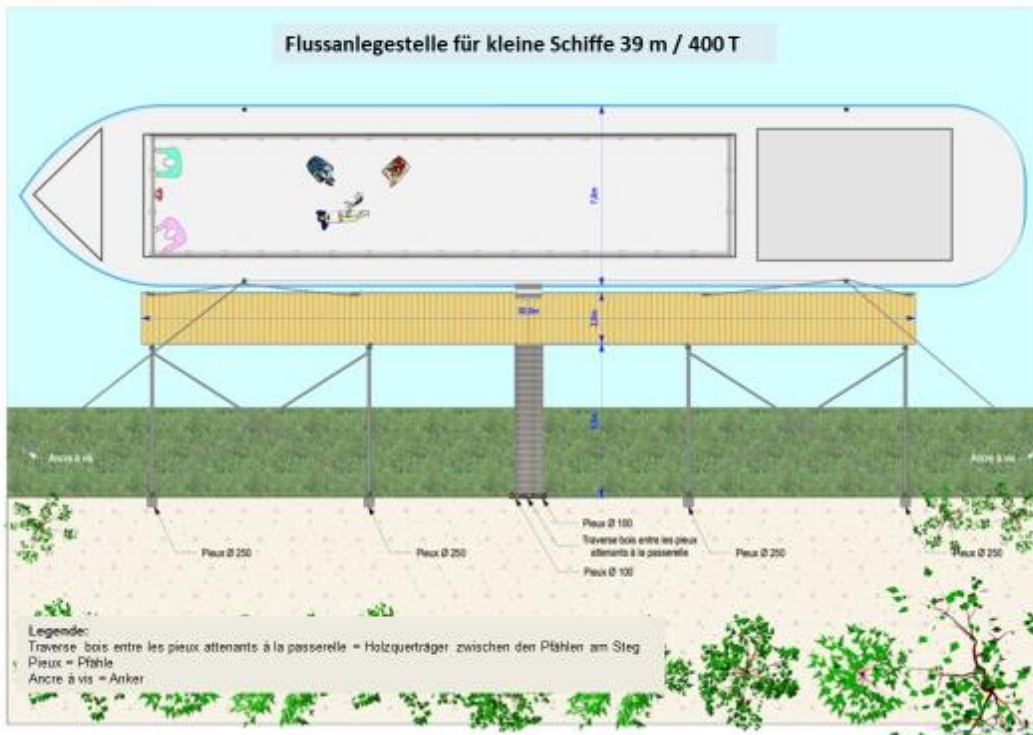 Flussanlegestelle für kleine Schiffe 39 m / 400 T
Ancre à vis
Ancre à vis
Pieux Ø 100
Traverse bois entre les pieux
attenants à la passerelle
Pieux Ø 100
Pieux Ø 250
Pieux Ø 250
Pieux Ø 250
Pieux Ø 250
Legende:
Traverse bois entre les pieux attenants à la passerelle = Holzquerträger zwischen den Pfählen am Steg
Pieux = Pfähle
Ancre à vis = Anker